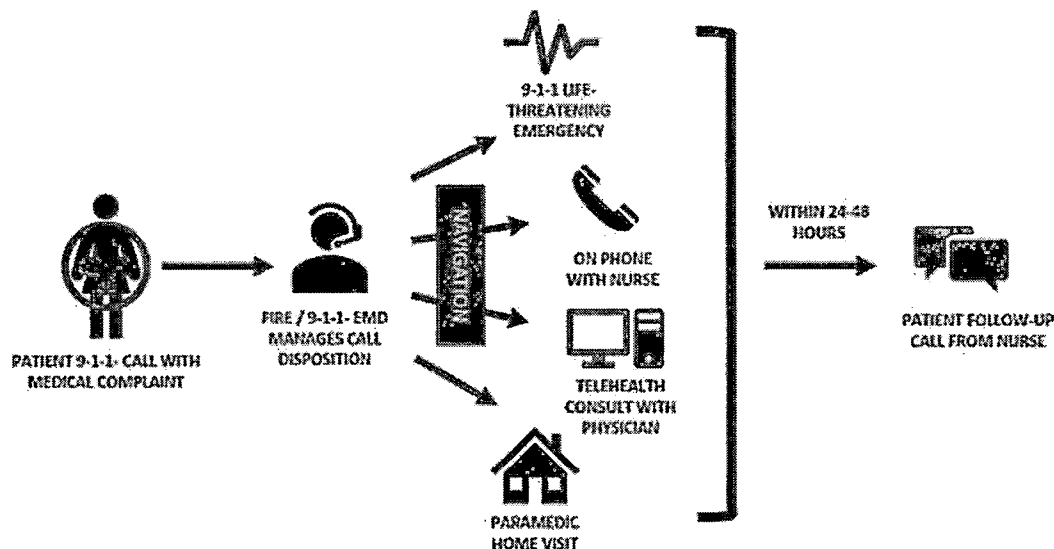 PATIENT 9-1-1- CALL WITH
MEDICAL COMPLAINT
FIRE / 9-1-1- EMD
MANAGES CALL
DISPOSITION
NAVIGATION
9-1-1 LIFE-
THREATENING
EMERGENCY
ON PHONE
WITH NURSE
TELEHEALTH
CONSULT WITH
PHYSICIAN
PARAMEDIC
HOME VISIT
WITHIN 24-48
HOURS
PATIENT FOLLOW-UP
CALL FROM NURSE